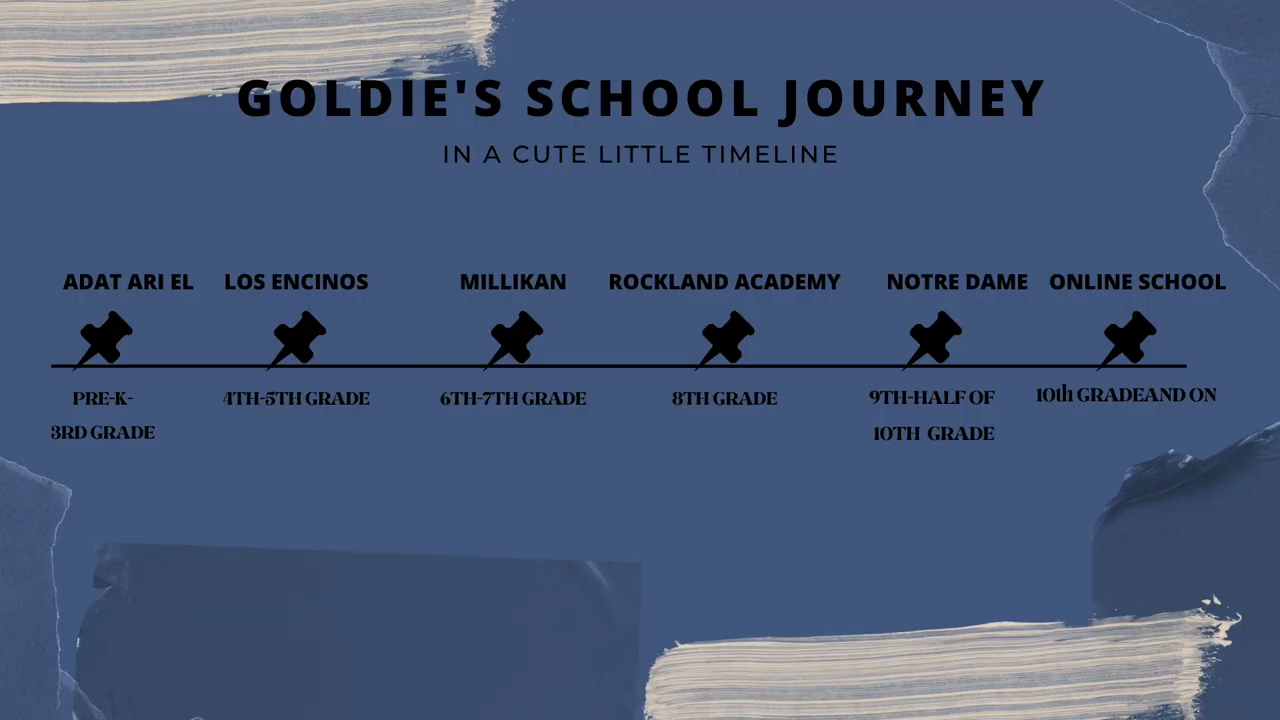 GOLDIE'S SCHOOL JOURNEY
IN A CUTE LITTLE TIMELINE
ADAT ARI EL
LOS ENCINOS
MILLIKAN
ROCKLAND ACADEMY
NOTRE DAME
ONLINE SCHOOL
PRE-K-
3RD GRADE
4TH-5TH GRADE
6TH-7TH GRADE
8TH GRADE
9TH-HALF OF
10TH GRADE
10th GRADEAND ON